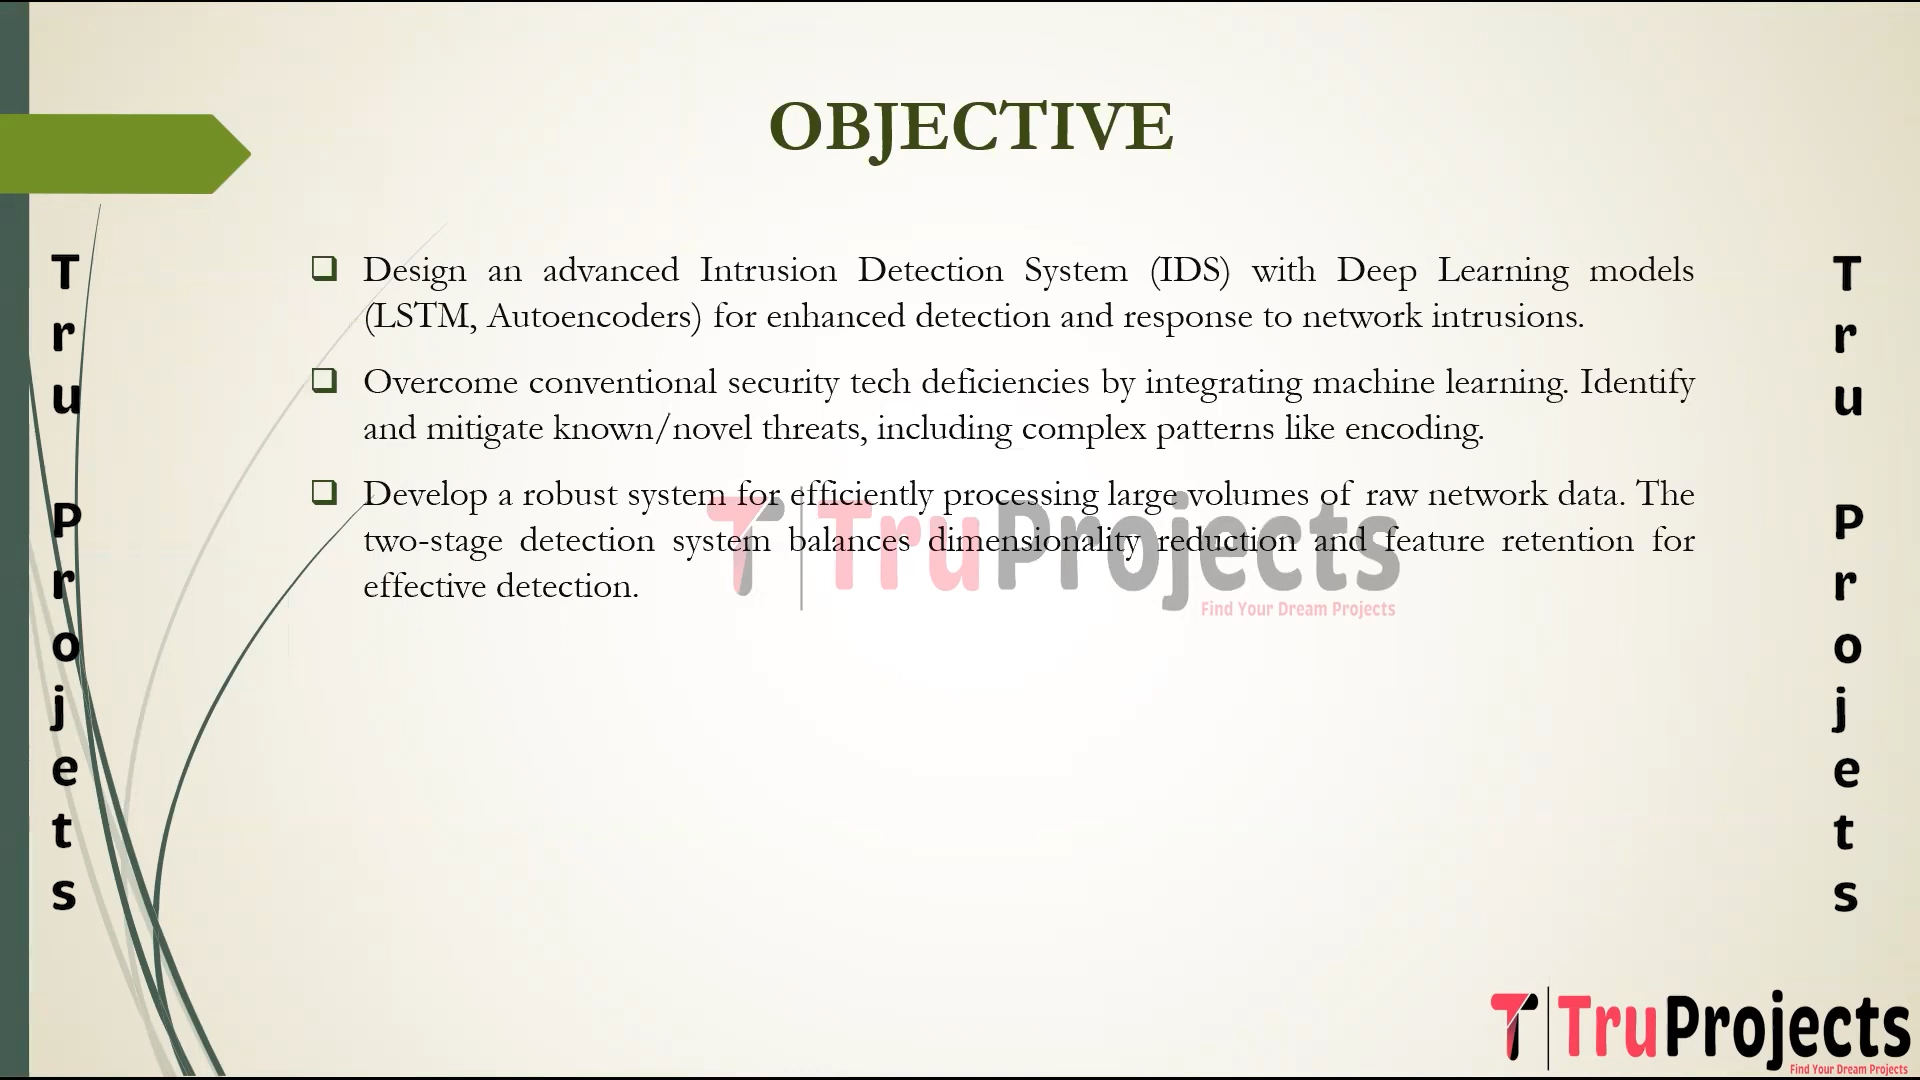 OBJECTIVE
Design an advanced Intrusion Detection System (IDS) with Deep Learning models
(LSTM, Autoencoders) for enhanced detection and response to network intrusions.
Overcome conventional security tech deficiencies by integrating machine learning. Identify
and mitigate known/novel threats, including complex patterns like encoding.
Develop a robust system for efficiently processing large volumes of raw network data. The
two-stage detection system balances dimensionality reduction and feature retention for
effective detection.
TruProjects
Find Your Dream Projects
Tru Projets
Tru Projets
TruProjects
Find Your Dream Projects